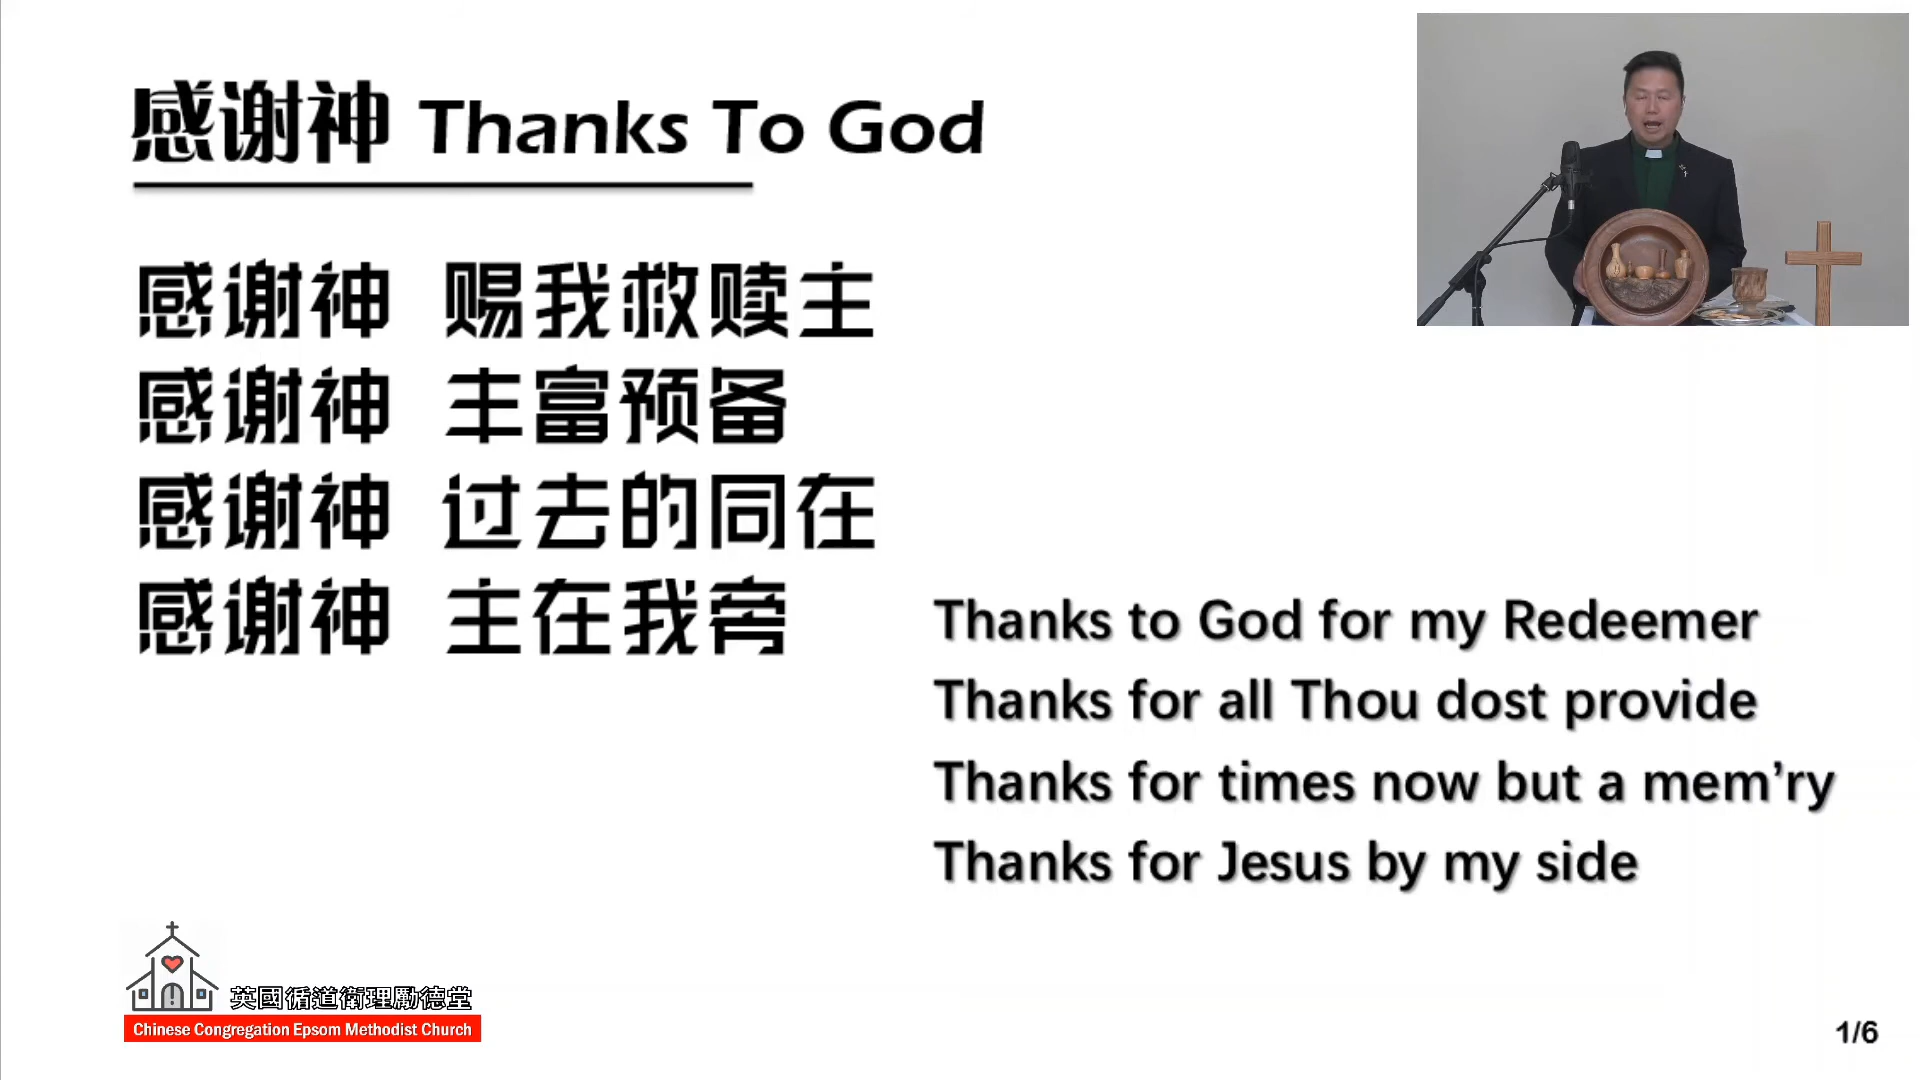 感谢神 Thanks To God
感谢神 赐我救赎主
感谢神 丰富预备
感谢神 过去的同在
感谢神 主在我旁
Thanks to God for my Redeemer
Thanks for all Thou dost provide
Thanks for times now but a mem’ry
Thanks for Jesus by my side
英國循道衛理勵德堂
Chinese Congregation Epsom Methodist Church
1/6